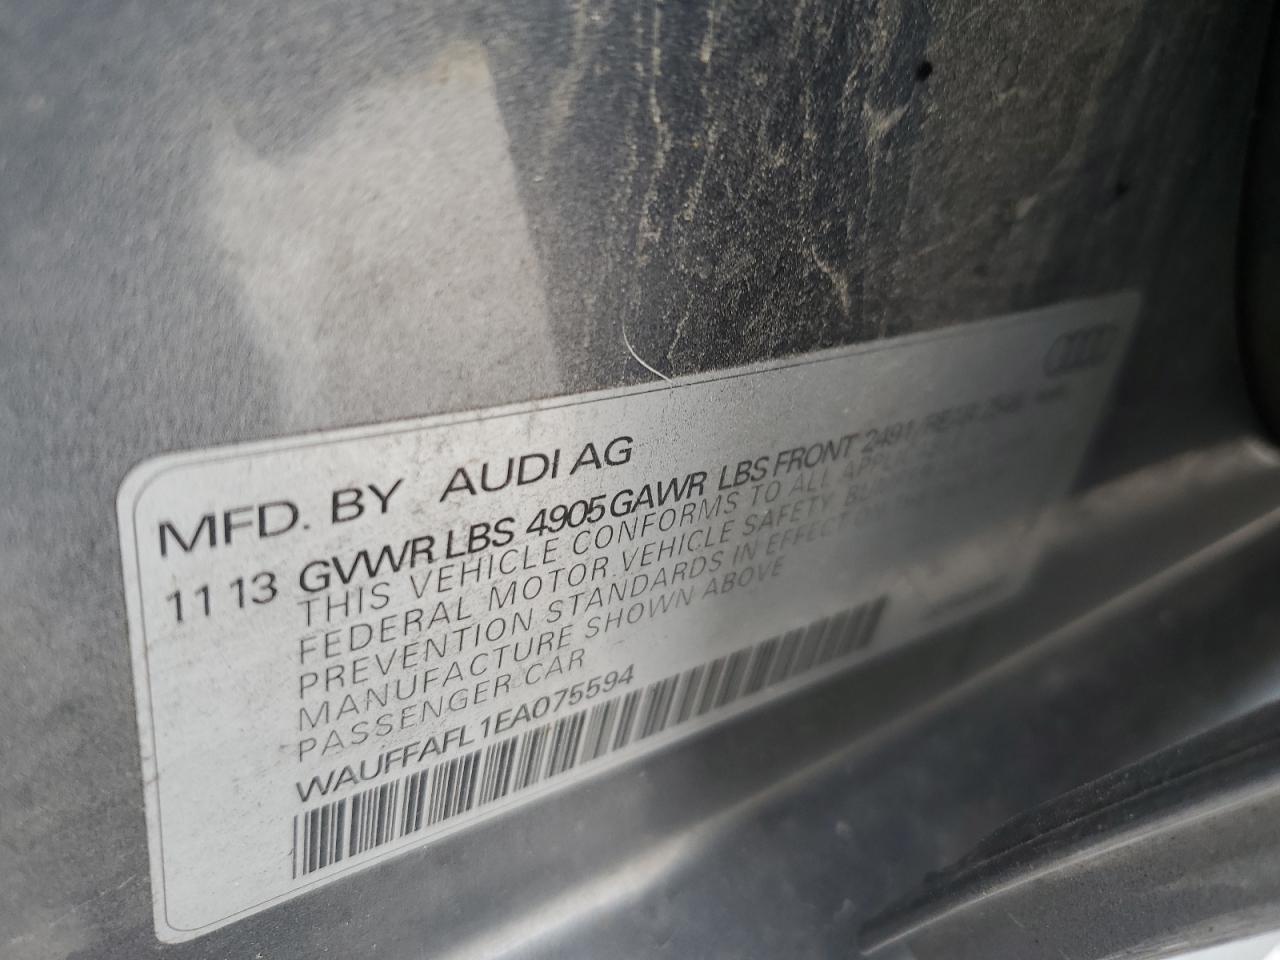 MFD. BY AUDI AG
11 13 GVWR LBS 4905 GAWR LBS FRONT 2491 REAR
THIS VEHICLE CONFORMS TO ALL
FEDERAL MOTOR VEHICLE SAFETY
PREVENTION STANDARDS IN EFFECT
MANUFACTURE SHOWN ABOVE
PASSENGER CAR
WAUFFAFL1EA075594